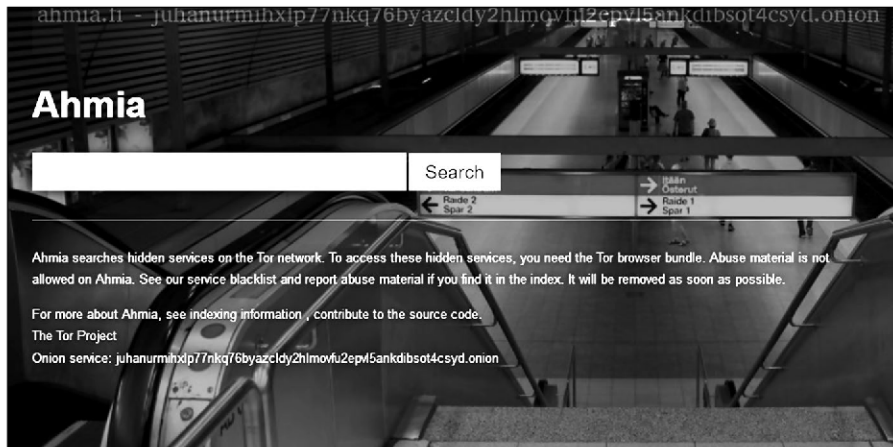 ahmia.fi - juhanurmihxlp77nkq76byazcldy2hlmovfu2epvl5ankdibsot4csyd.onion
Ahmia
Search
Itään
Österut
Raide 2
Spar 2
Raide 1
Spar 1
Ahmia searches hidden services on the Tor network. To access these hidden services, you need the Tor browser bundle. Abuse material is not
allowed on Ahmia. See our service blacklist and report abuse material if you find it in the index. It will be removed as soon as possible.
For more about Ahmia, see indexing information , contribute to the source code.
The Tor Project
Onion service: juhanurmihxlp77nkq76byazcldy2hlmovfu2epvl5ankdibsot4csyd.onion